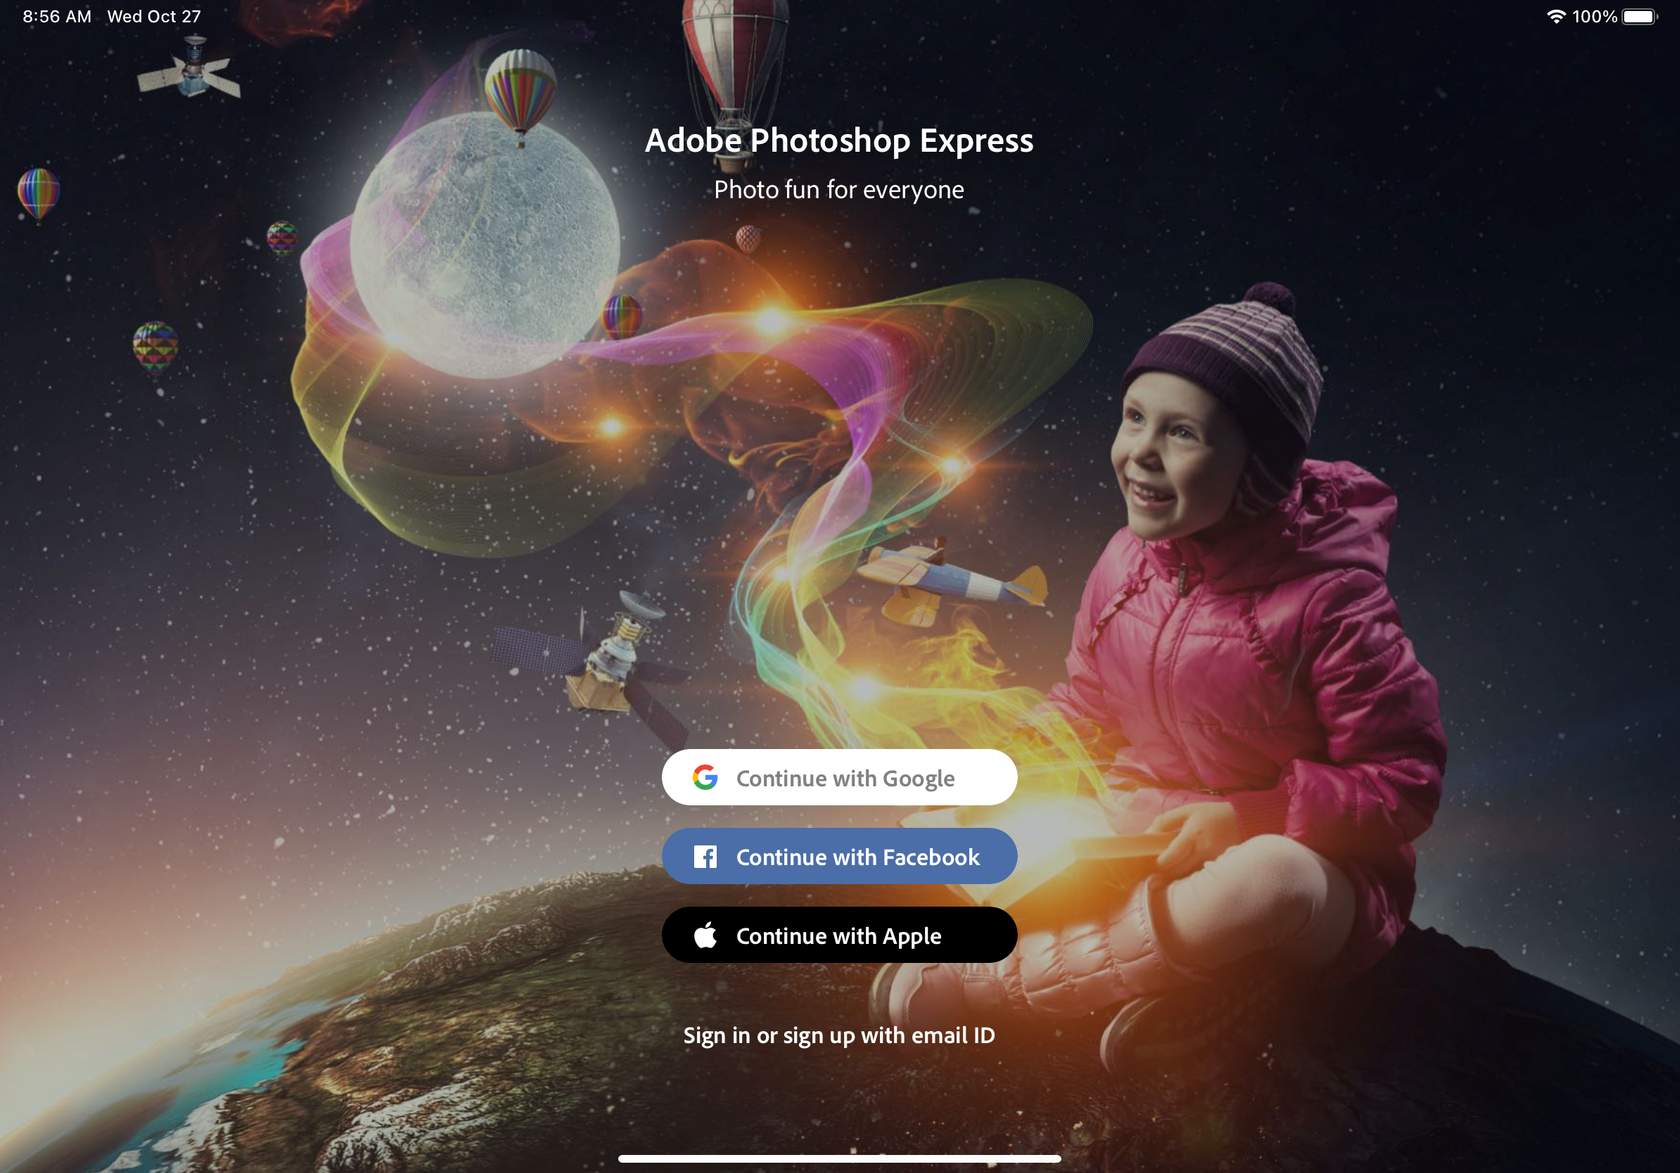 8:56 AM Wed Oct 27
100%
Adobe Photoshop Express
Photo fun for everyone
Continue with Google
Continue with Facebook
Continue with Apple
Sign in or sign up with email ID